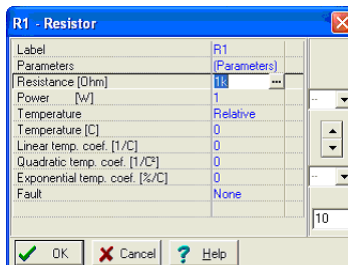 R1 - Resistor
Label R1
Parameters (Parameters)
Resistance [Ohm] 1k ...
Power [W] 1
Temperature Relative
Temperature [C] 0
Linear temp. coef. [1/C] 0
Quadratic temp. coef. [1/C²] 0
Exponential temp. coef. [%/C] 0
Fault None
--
--
10
OK Cancel ? Help